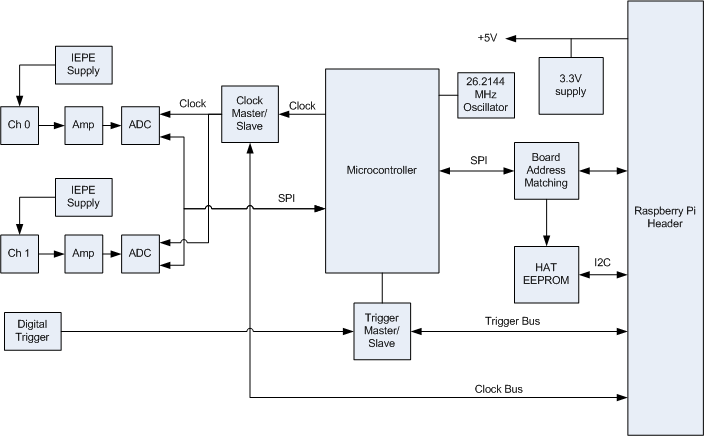 IEPE
Supply
Ch 0
Amp
ADC
Clock
Clock
Master/
Slave
Clock
26.2144
MHz
Oscillator
+5V
3.3V
supply
Microcontroller
SPI
Board
Address
Matching
Raspberry Pi
Header
IEPE
Supply
SPI
Ch 1
Amp
ADC
HAT
EEPROM
I2C
Digital
Trigger
Trigger
Master/
Slave
Trigger Bus
Clock Bus